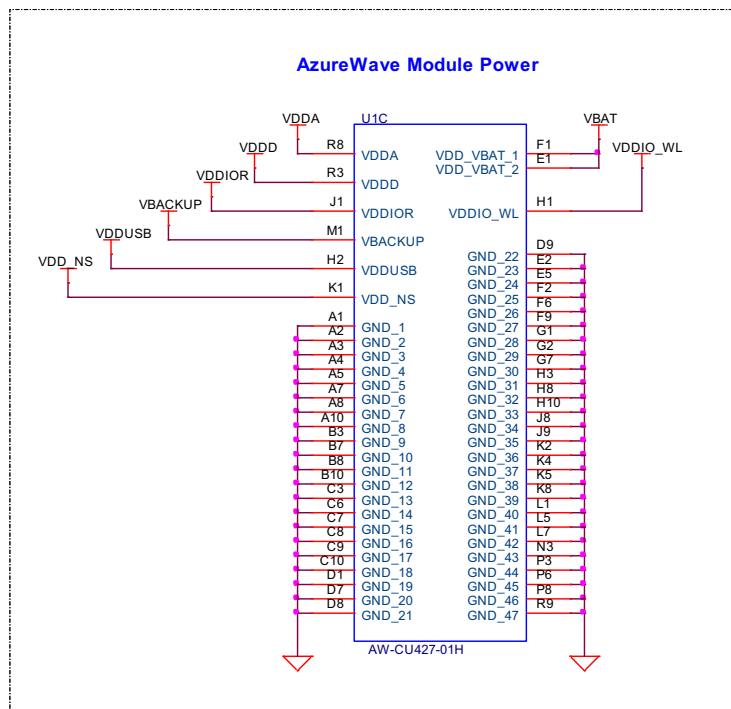 AzureWave Module Power
VDDA
U1C
VBAT
R8
VDDA
VDD_VBAT_1
F1
VDDD
E1
VDD_VBAT_2
VDDIO_WL
R3
VDDD
VDDIOR
J1
VDDIOR
VDDIO_WL
H1
VBACKUP
M1
VBACKUP
VDDUSB
H2
VDDUSB
VDD_NS
K1
VDD_NS
A1 GND_1
A2 GND_2
A3 GND_3
A4 GND_4
A5 GND_5
A7 GND_6
A8 GND_7
A10 GND_8
B3 GND_9
B7 GND_10
B8 GND_11
B10 GND_12
C3 GND_13
C6 GND_14
C7 GND_15
C8 GND_16
C9 GND_17
C10 GND_18
D1 GND_19
D7 GND_20
D8 GND_21
GND_22 D9
GND_23 E2
GND_24 E5
GND_25 F2
GND_26 F6
GND_27 F9
GND_28 G1
GND_29 G2
GND_30 G7
GND_31 H3
GND_32 H8
GND_33 H10
GND_34 J8
GND_35 J9
GND_36 K2
GND_37 K4
GND_38 K5
GND_39 K8
GND_40 L1
GND_41 L5
GND_42 L7
GND_43 N3
GND_44 P3
GND_45 P6
GND_46 P8
GND_47 R9
AW-CU427-01H